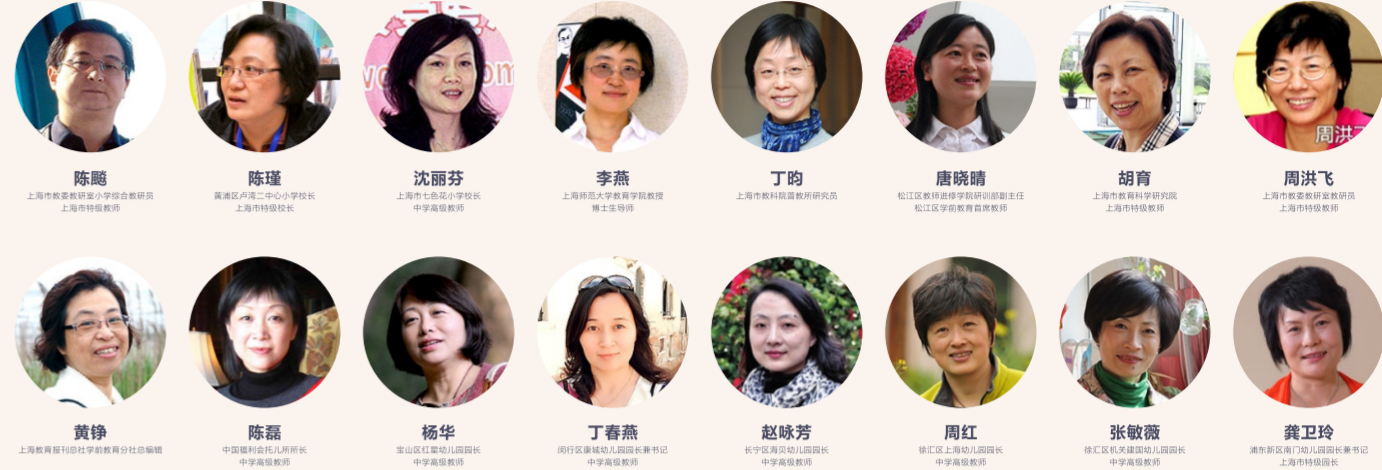 womencom
周洪飞
陈飚
陈瑾
沈丽芬
李燕
丁昀
唐晓晴
胡育
周洪飞
上海市教委教研室小学综合教研员
黄浦区卢湾二中心小学校长
上海市七色花小学校长
上海师范大学教育学院教授
上海市教科院普教所研究员
松江区教师进修学院研训部副主任
上海市教育科学研究院
上海市教委教研室教研员
上海市特级教师
上海市特级校长
中学高级教师
博士生导师
松江区学前教育首席教师
上海市特级教师
上海市特级教师
黄铮
陈磊
杨华
丁春燕
赵咏芳
周红
张敏薇
龚卫玲
上海教育报刊总社学前教育分社总编辑
中国福利会托儿所所长
宝山区红星幼儿园园长
闵行区虞城幼儿园园长兼书记
长宁区海贝幼儿园园长
徐汇区上海幼儿园园长
徐汇区机关建国幼儿园园长
浦东新区南门幼儿园园长兼书记
中学高级教师
中学高级教师
中学高级教师
中学高级教师
中学高级教师
中学高级教师
上海市特级园长